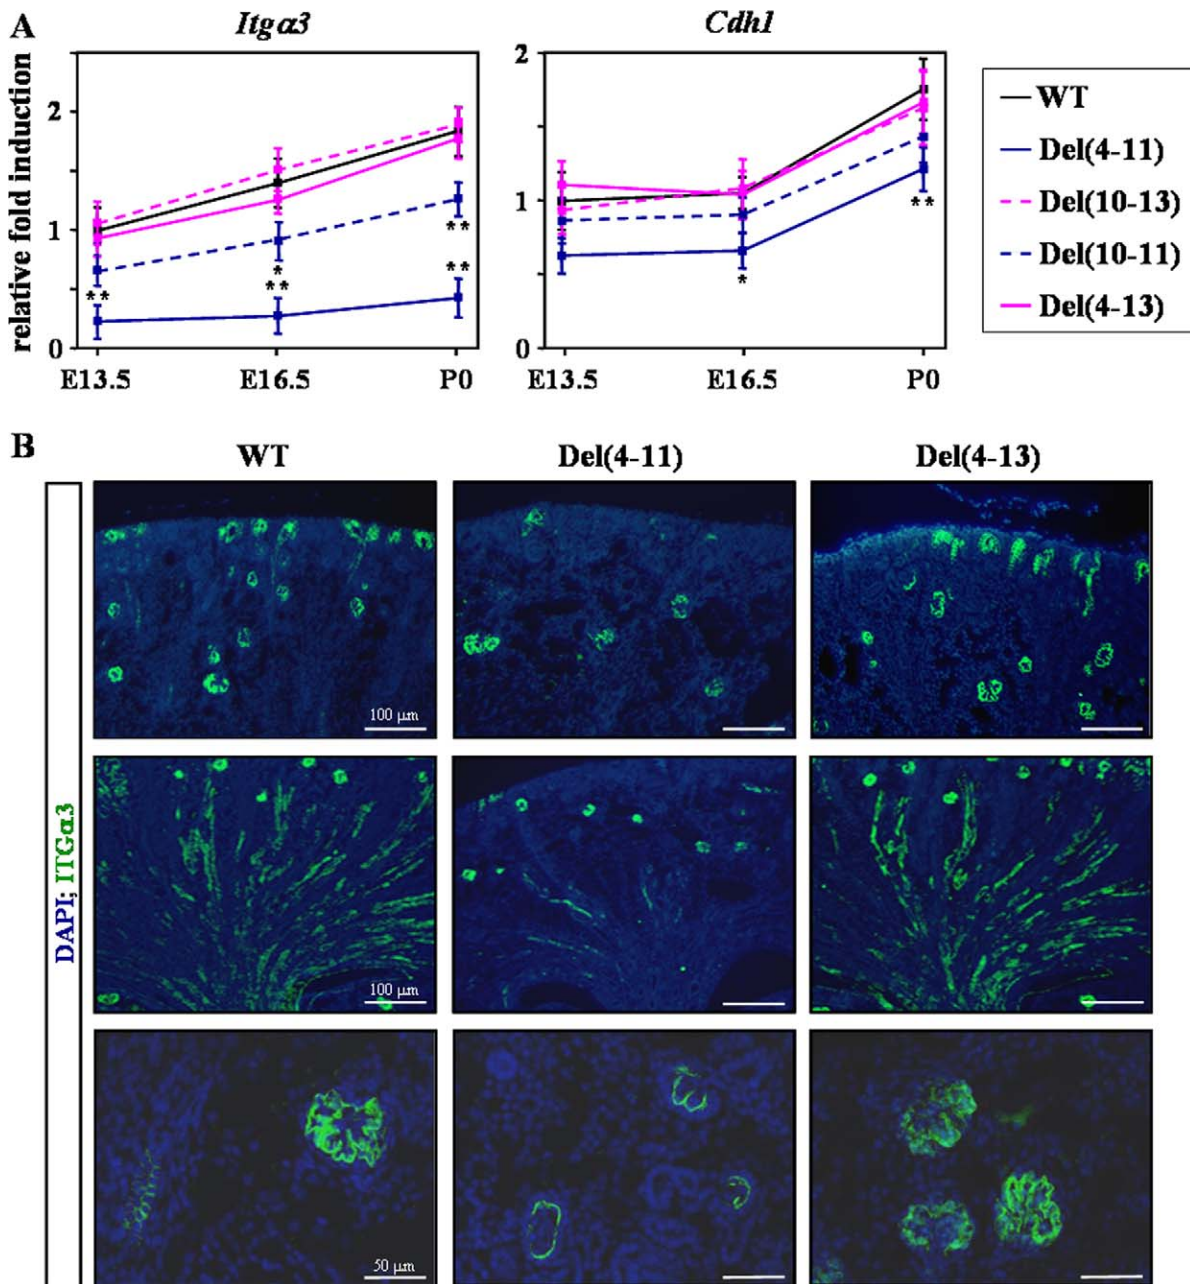 A
Itgα3
Cdh1
relative fold induction
2
1
0
**
*
**
**
**
E13.5
E16.5
P0
2
1
0
*
**
E13.5
E16.5
P0
WT
Del(4-11)
Del(10-13)
Del(10-11)
Del(4-13)
B
WT
Del(4-11)
Del(4-13)
DAPI; ITGα3
100 μm
100 μm
50 μm